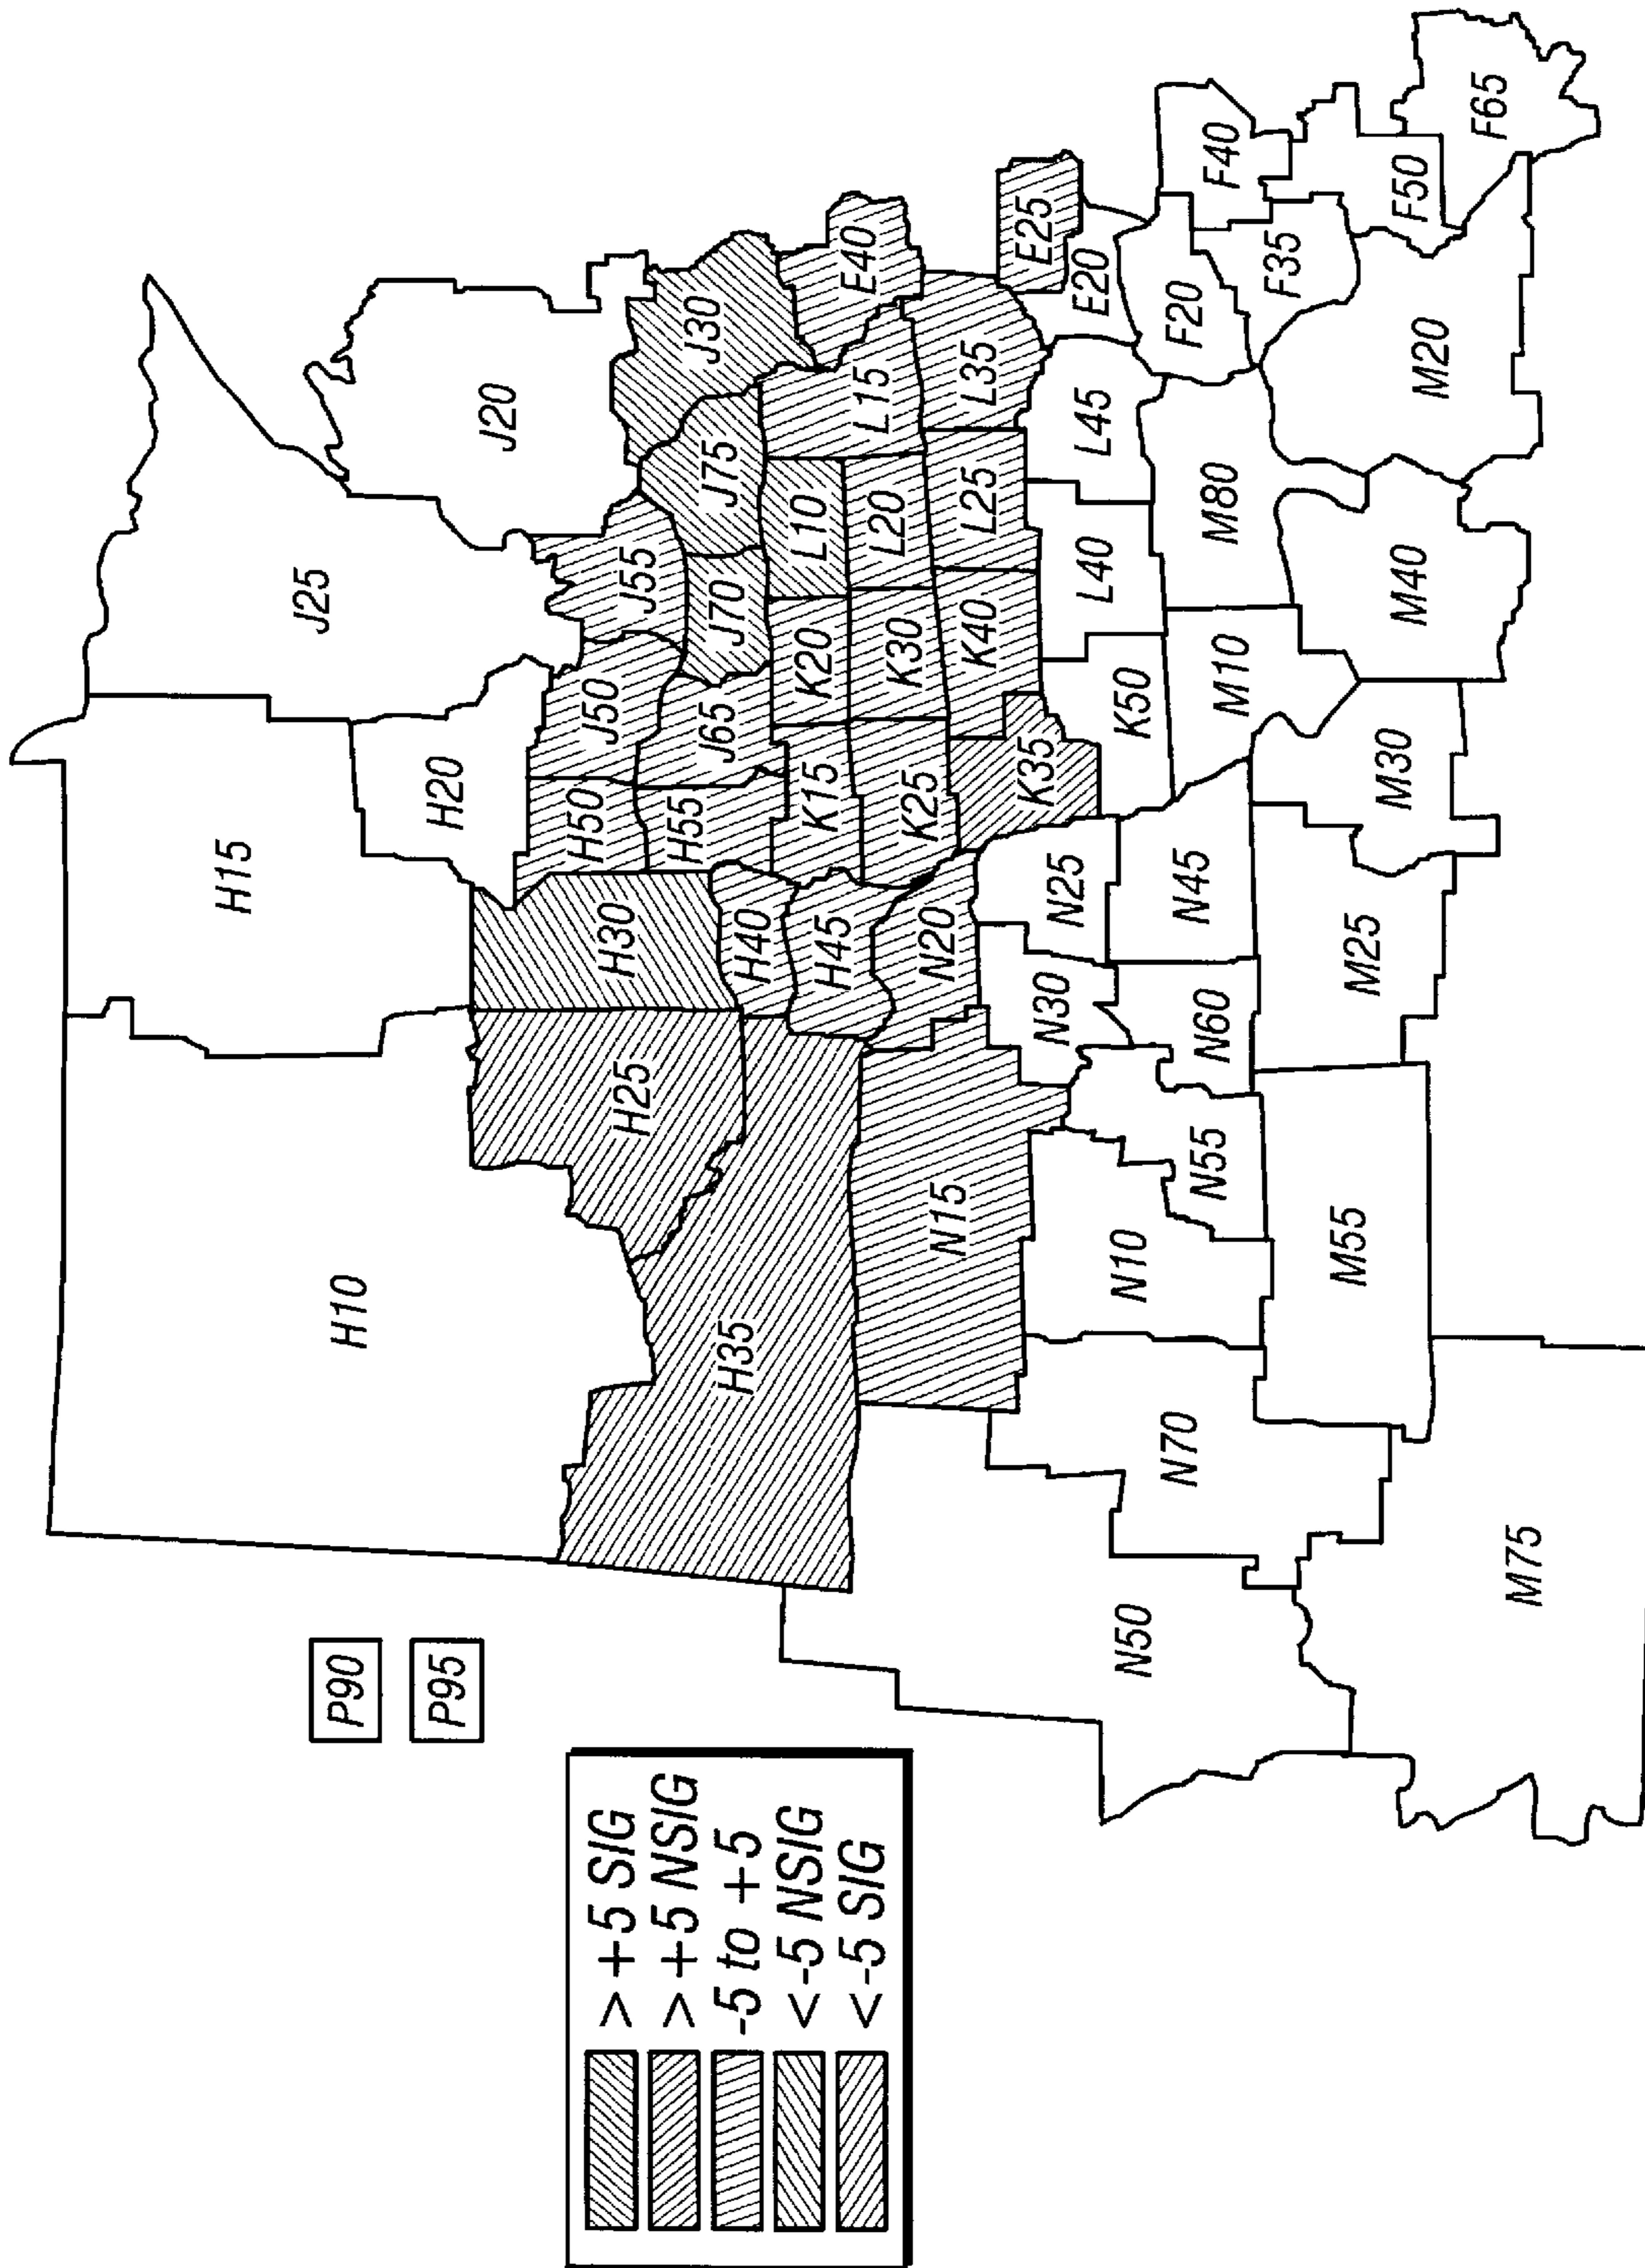 > +5 SIG
> +5 NSIG
-5 to +5
<-5 NSIG
<-5 SIG
P90
P95
H15
J25
H10
H20
J20
H50
J50
H30
H25
J55
H55
J30
J65
J70
J75
H35
H40
K15
K20
L10
H45
E40
L15
L20
K30
K25
N20
N15
K40
L25
L35
K35
E25
N30
N25
E20
L45
L40
N50
N10
K50
N70
F20
N45
N55
N60
M80
F40
M10
F35
M55
M25
M30
M40
F50
M20
F65
M75